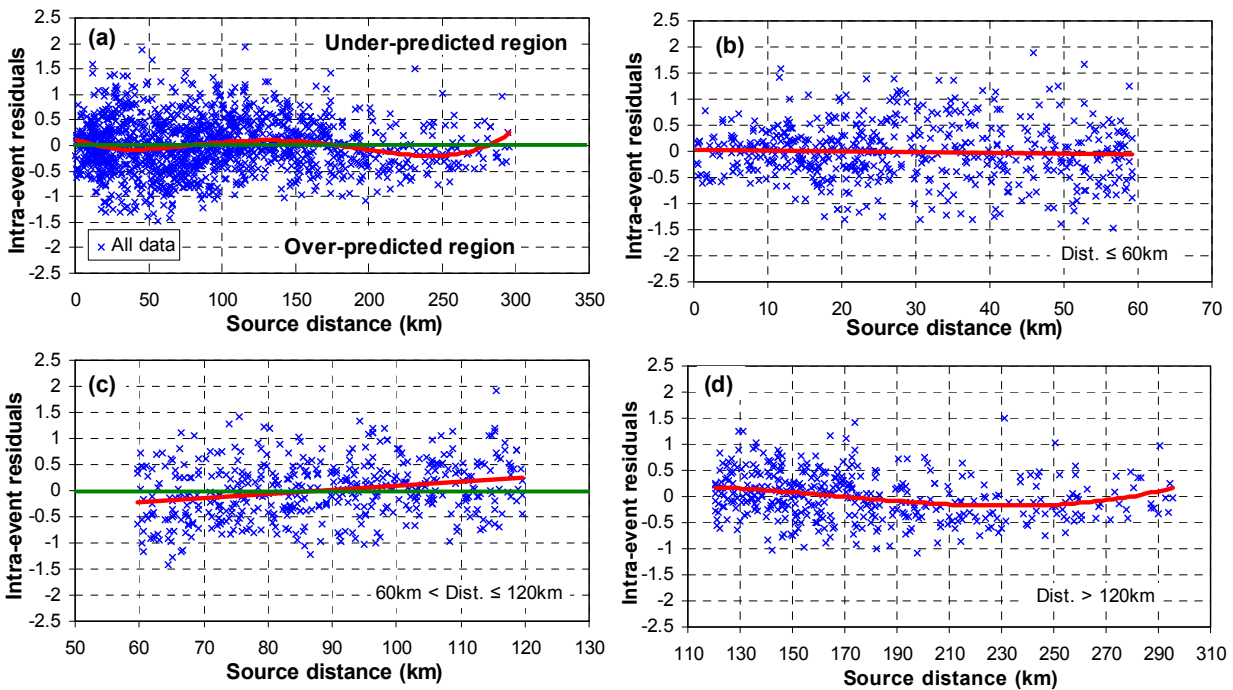 (a)
Under-predicted region
Over-predicted region
× All data
Intra-event residuals
2.5
2
1.5
1
0.5
0
-0.5
-1
-1.5
-2
-2.5
0 50 100 150 200 250 300 350
Source distance (km)
(b)
Dist. ≤ 60km
Intra-event residuals
2.5
2
1.5
1
0.5
0
-0.5
-1
-1.5
-2
-2.5
0 10 20 30 40 50 60 70
Source distance (km)
(c)
60km < Dist. ≤ 120km
Intra-event residuals
2.5
2
1.5
1
0.5
0
-0.5
-1
-1.5
-2
-2.5
50 60 70 80 90 100 110 120 130
Source distance (km)
(d)
Dist. > 120km
Intra-event residuals
2.5
2
1.5
1
0.5
0
-0.5
-1
-1.5
-2
-2.5
110 130 150 170 190 210 230 250 270 290 310
Source distance (km)